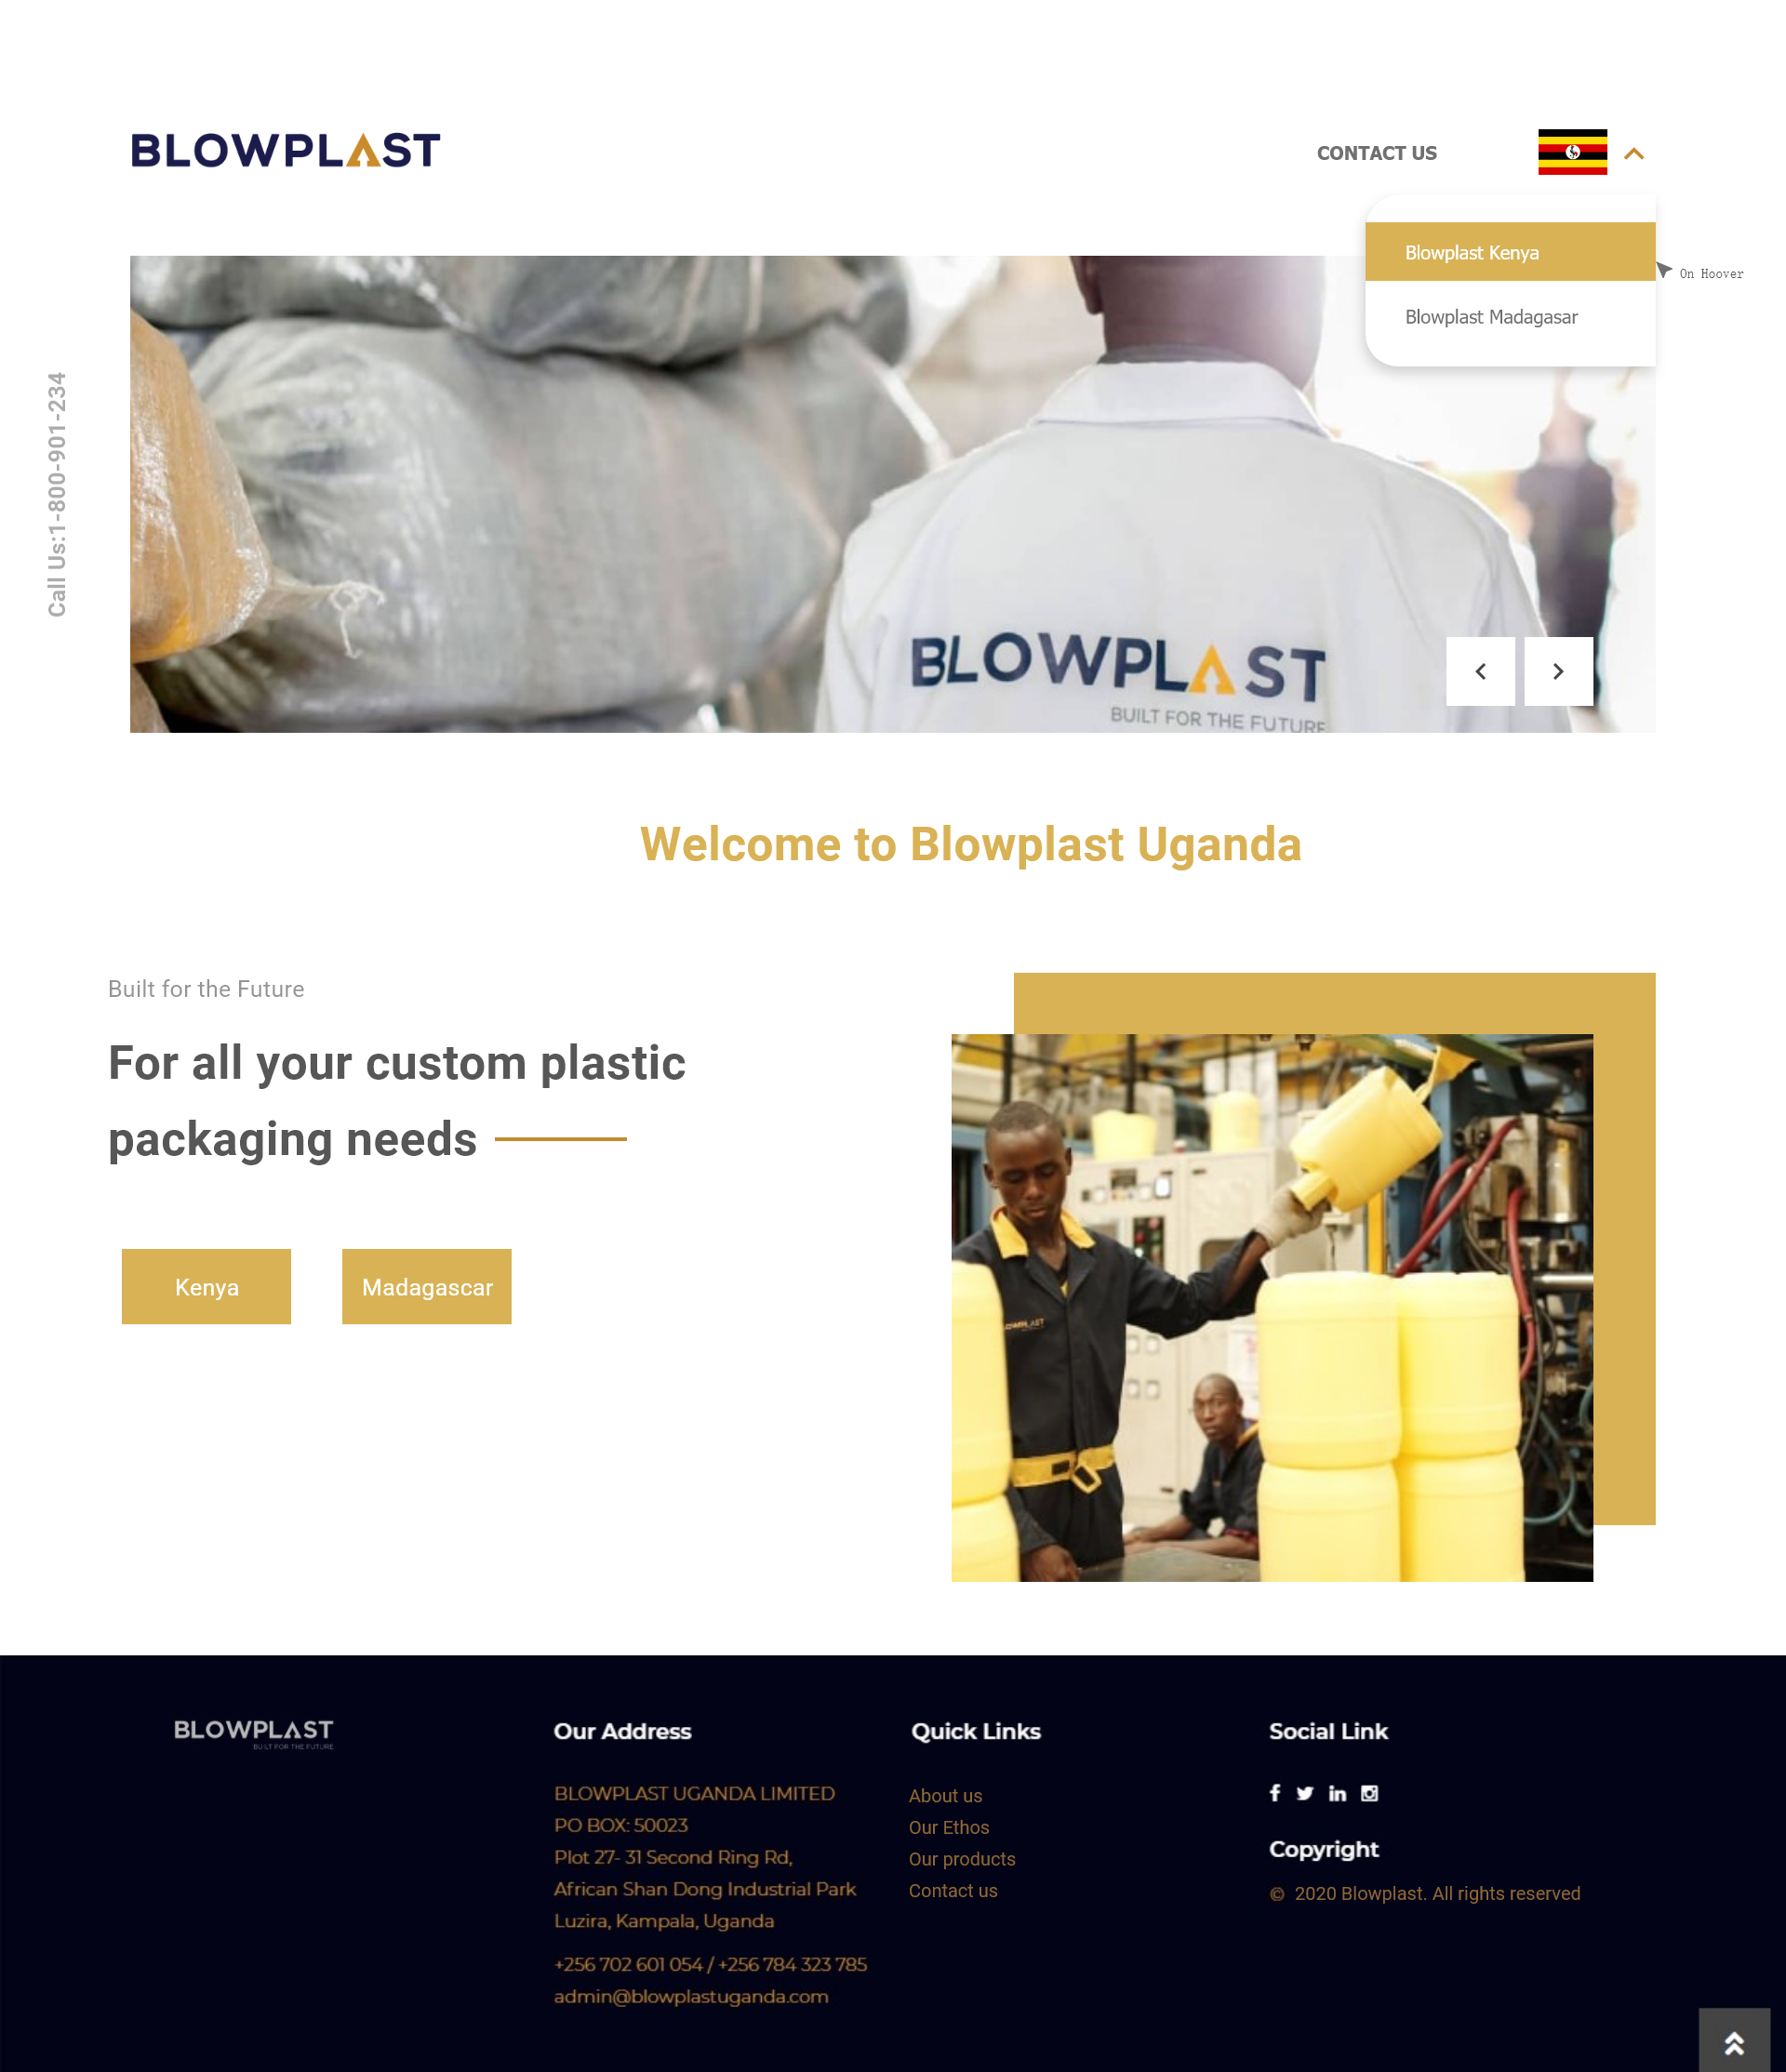 BLOWPLAST
CONTACT US
Blowplast Kenya
On Hoover
Blowplast Madagasar
Call Us:1-800-901-234
BLOWPLAST
BUILT FOR THE FUTURE
Welcome to Blowplast Uganda
Built for the Future
For all your custom plastic
packaging needs
Kenya
Madagascar
BLOWPLAST
BLOWPLAST
BUILT FOR THE FUTURE
Our Address
BLOWPLAST UGANDA LIMITED
PO BOX: 50023
Plot 27- 31 Second Ring Rd,
African Shan Dong Industrial Park
Luzira, Kampala, Uganda
+256 702 601 054 / +256 784 323 785
admin@blowplastuganda.com
Quick Links
About us
Our Ethos
Our products
Contact us
Social Link
Copyright
© 2020 Blowplast. All rights reserved